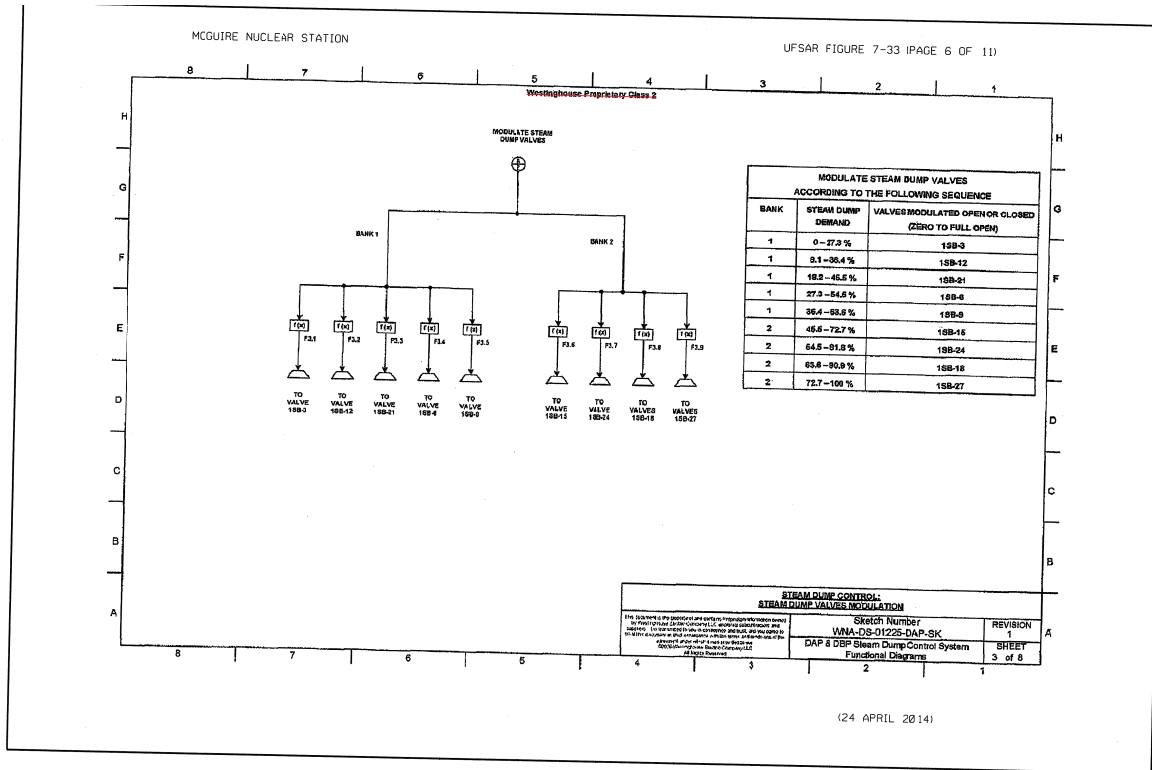 MCGUIRE NUCLEAR STATION
UFSAR FIGURE 7-33 (PAGE 6 OF 11)
8 7 6 5 4 3 2 1
Westinghouse Proprietary Class 2
H H
MODULATE STEAM
DUMP VALVES
G G
MODULATE STEAM DUMP VALVES
ACCORDING TO THE FOLLOWING SEQUENCE
BANK STEAM DUMP DEMAND VALVES MODULATED OPEN OR CLOSED (ZERO TO FULL OPEN)
1 0 – 27.3 % 1SB-3
1 9.1 – 36.4 % 1SB-12
1 18.2 – 45.5 % 1SB-21
1 27.3 – 54.5 % 1SB-6
1 36.4 – 63.6 % 1SB-9
2 45.5 – 72.7 % 1SB-15
2 54.5 – 81.8 % 1SB-24
2 63.6 – 90.9 % 1SB-18
2 72.7 – 100 % 1SB-27
BANK 1
BANK 2
F F
E E
f(x) f(x) f(x) f(x) f(x) f(x) f(x) f(x) f(x)
F3.1 F3.2 F3.3 F3.4 F3.5 F3.6 F3.7 F3.8 F3.9
D D
TO TO TO TO TO TO TO TO TO
VALVE VALVE VALVE VALVE VALVE VALVE VALVE VALVES VALVES
1SB-3 1SB-12 1SB-21 1SB-6 1SB-9 1SB-15 1SB-24 1SB-18 1SB-27
C C
B B
A A
STEAM DUMP CONTROL:
STEAM DUMP VALVES MODULATION
Sketch Number
WNA-DS-01225-DAP-SK
REVISION
1
DAP & DBP Steam Dump Control System
Functional Diagrams
SHEET
3 of 8
All Rights Reserved
8 7 6 5 4 3 2 1
(24 APRIL 2014)